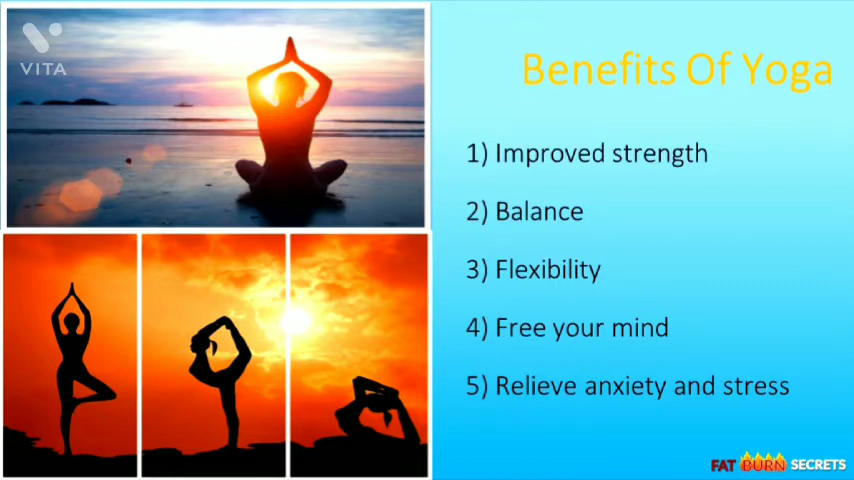 VITA
Benefits Of Yoga
1) Improved strength
2) Balance
3) Flexibility
4) Free your mind
5) Relieve anxiety and stress
FAT BURN SECRETS